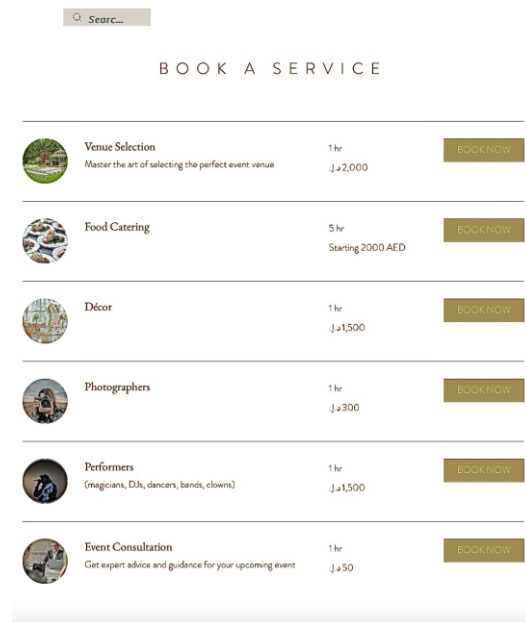 Searc...
BOOK A SERVICE
Venue Selection
Master the art of selecting the perfect event venue
1 hr
د.إ.‏2,000
BOOK NOW
Food Catering
5 hr
Starting 2000 AED
BOOK NOW
Décor
1 hr
د.إ.‏1,500
BOOK NOW
Photographers
1 hr
د.إ.‏300
BOOK NOW
Performers
(magicians, DJs, dancers, bands, clowns)
1 hr
د.إ.‏1,500
BOOK NOW
Event Consultation
Get expert advice and guidance for your upcoming event
1 hr
د.إ.‏50
BOOK NOW